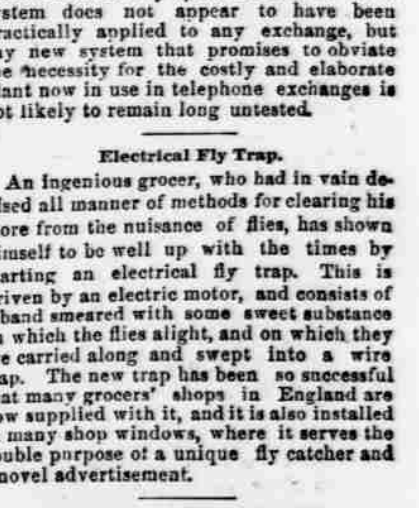 ystem does not appear to have been
ractically applied to any exchange, but
ny new system that promises to obviate
he necessity for the costly and elaborate
lant now in use in telephone exchanges is
ot likely to remain long untested.
Electrical Fly Trap.
An ingenious grocer, who had in vain de-
ised all manner of methods for clearing his
ore from the nuisance of flies, has shown
imself to be well up with the times by
arting an electrical fly trap. This is
riven by an electric motor, and consists of
band smeared with some sweet substance
n which the flies alight, and on which they
re carried along and swept into a wire
ap. The new trap has been so successful
at many grocers' shops in England are
ow supplied with it, and it is also installed
many shop windows, where it serves the
ouble purpose of a unique fly catcher and
novel advertisement.